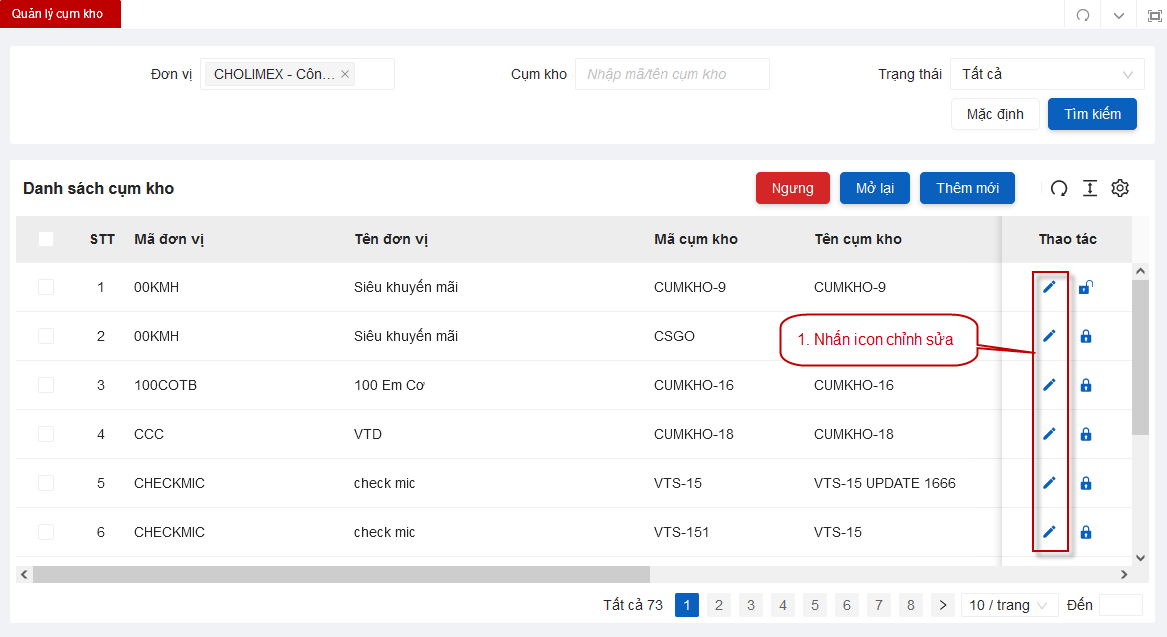 Quản lý cụm kho
Đơn vị CHOLIMEX - Côn... Cụm kho Nhập mã/tên cụm kho Trạng thái Tất cả
Mặc định Tìm kiếm
Danh sách cụm kho Ngưng Mở lại Thêm mới
STT Mã đơn vị Tên đơn vị Mã cụm kho Tên cụm kho Thao tác
1 00KMH Siêu khuyến mãi CUMKHO-9 CUMKHO-9
2 00KMH Siêu khuyến mãi CSGO
1. Nhấn icon chỉnh sửa
3 100COTB 100 Em Cơ CUMKHO-16 CUMKHO-16
4 CCC VTD CUMKHO-18 CUMKHO-18
5 CHECKMIC check mic VTS-15 VTS-15 UPDATE 1666
6 CHECKMIC check mic VTS-151 VTS-15
Tất cả 73 1 2 3 4 5 6 7 8 10 / trang Đến